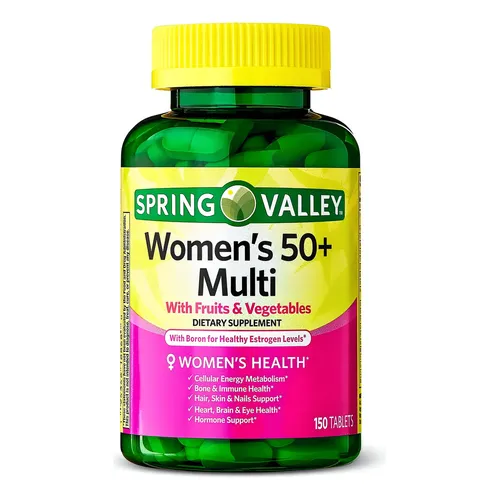 SPRING VALLEY™
Women's 50+
Multi
With Fruits & Vegetables
DIETARY SUPPLEMENT
With Boron for Healthy Estrogen Levels*
♀ WOMEN'S HEALTH*
✓ Cellular Energy Metabolism*
✓ Bone & Immune Health*
✓ Hair, Skin & Nails Support*
✓ Heart, Brain & Eye Health*
✓ Hormone Support*
150 TABLETS